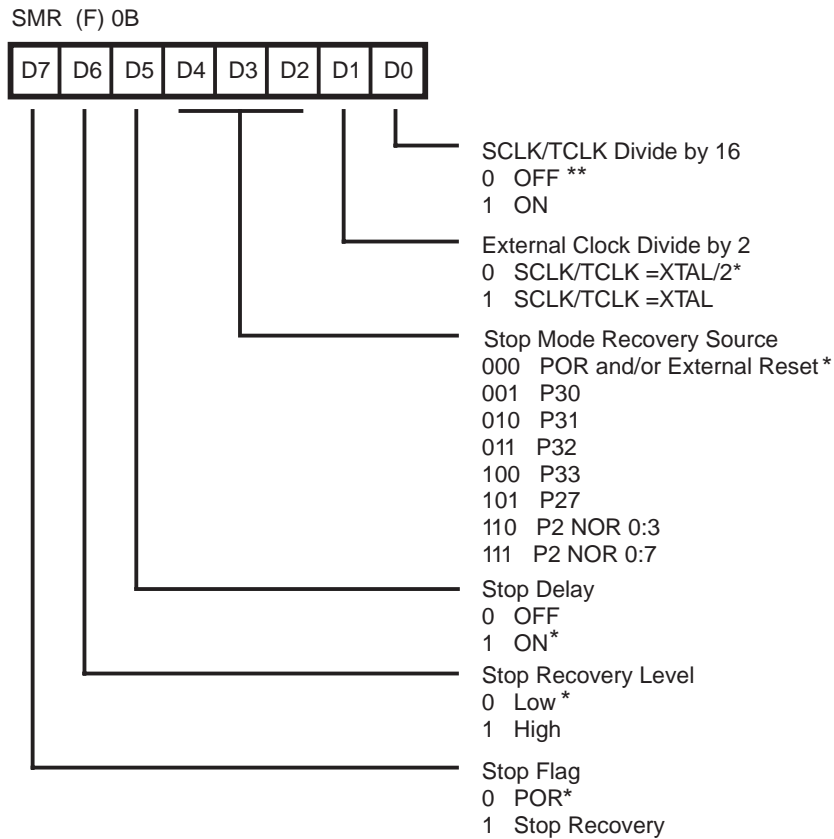 SMR (F) 0B
D7 D6 D5 D4 D3 D2 D1 D0
SCLK/TCLK Divide by 16
0 OFF **
1 ON
External Clock Divide by 2
0 SCLK/TCLK =XTAL/2*
1 SCLK/TCLK =XTAL
Stop Mode Recovery Source
000 POR and/or External Reset*
001 P30
010 P31
011 P32
100 P33
101 P27
110 P2 NOR 0:3
111 P2 NOR 0:7
Stop Delay
0 OFF
1 ON*
Stop Recovery Level
0 Low*
1 High
Stop Flag
0 POR*
1 Stop Recovery